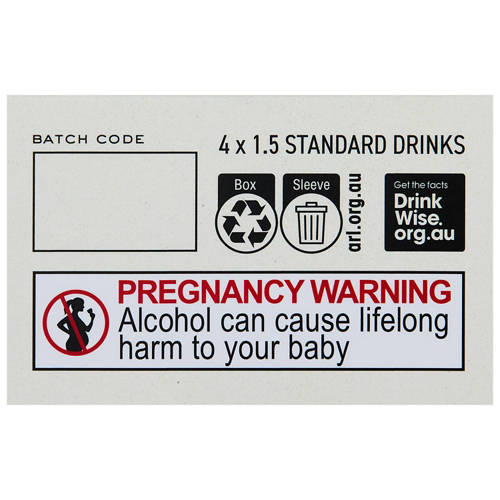 BATCH CODE
4 x 1.5 STANDARD DRINKS
Box
Sleeve
arl.org.au
Get the facts
Drink
Wise.
org.au
PREGNANCY WARNING
Alcohol can cause lifelong
harm to your baby